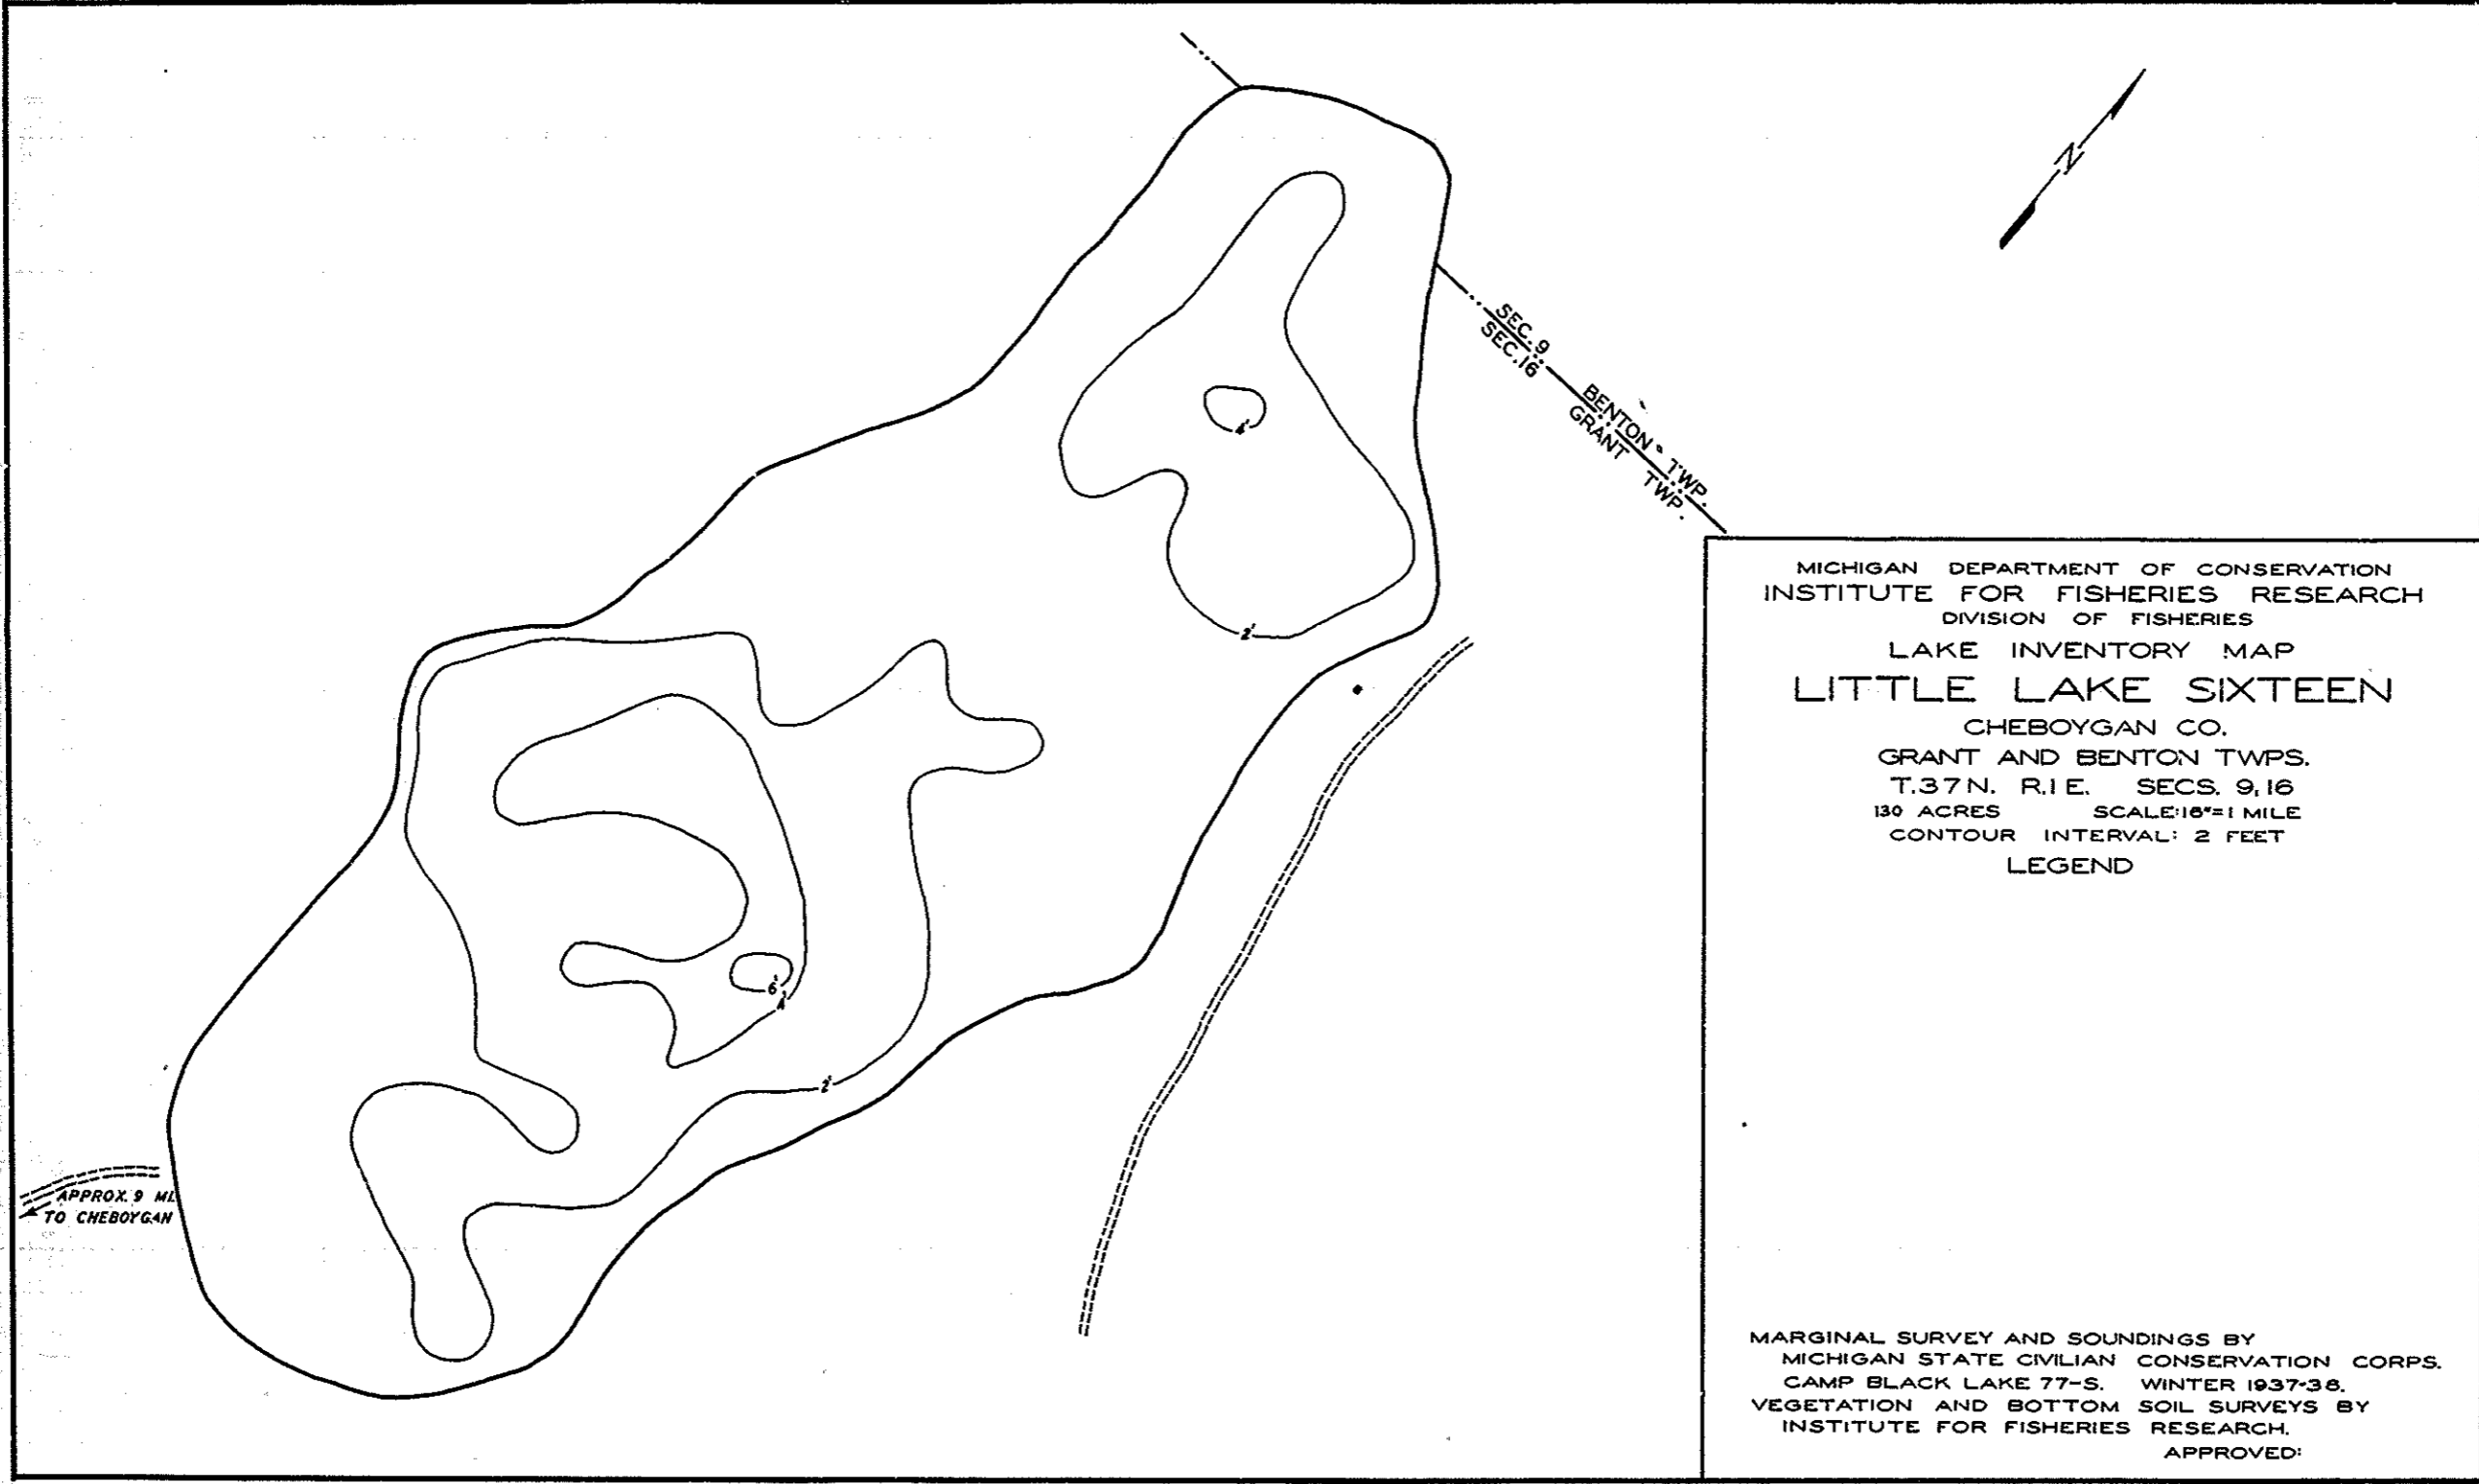 N
SEC. 9
SEC. 16
BENTON TWP.
GRANT TWP.
4'
2'
6'
4'
2'
APPROX. 9 MI.
TO CHEBOYGAN
MICHIGAN DEPARTMENT OF CONSERVATION
INSTITUTE FOR FISHERIES RESEARCH
DIVISION OF FISHERIES
LAKE INVENTORY MAP
LITTLE LAKE SIXTEEN
CHEBOYGAN CO.
GRANT AND BENTON TWPS.
T.37N. R.1E. SECS. 9,16
130 ACRES SCALE:16"=1 MILE
CONTOUR INTERVAL: 2 FEET
LEGEND
MARGINAL SURVEY AND SOUNDINGS BY
MICHIGAN STATE CIVILIAN CONSERVATION CORPS.
CAMP BLACK LAKE 77-S. WINTER 1937-38.
VEGETATION AND BOTTOM SOIL SURVEYS BY
INSTITUTE FOR FISHERIES RESEARCH.
APPROVED: